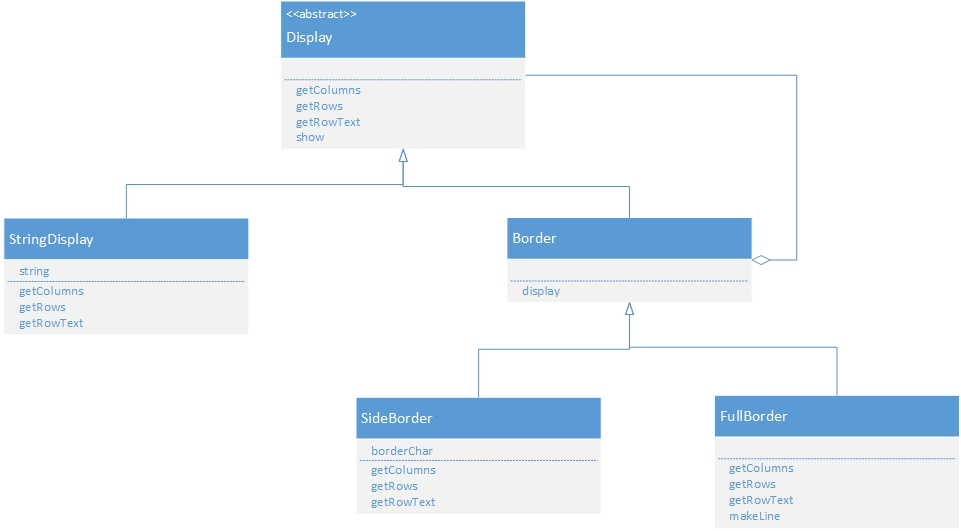 <<abstract>>
Display
getColumns
getRows
getRowText
show
StringDisplay
string
getColumns
getRows
getRowText
Border
display
SideBorder
borderChar
getColumns
getRows
getRowText
FullBorder
getColumns
getRows
getRowText
makeLine